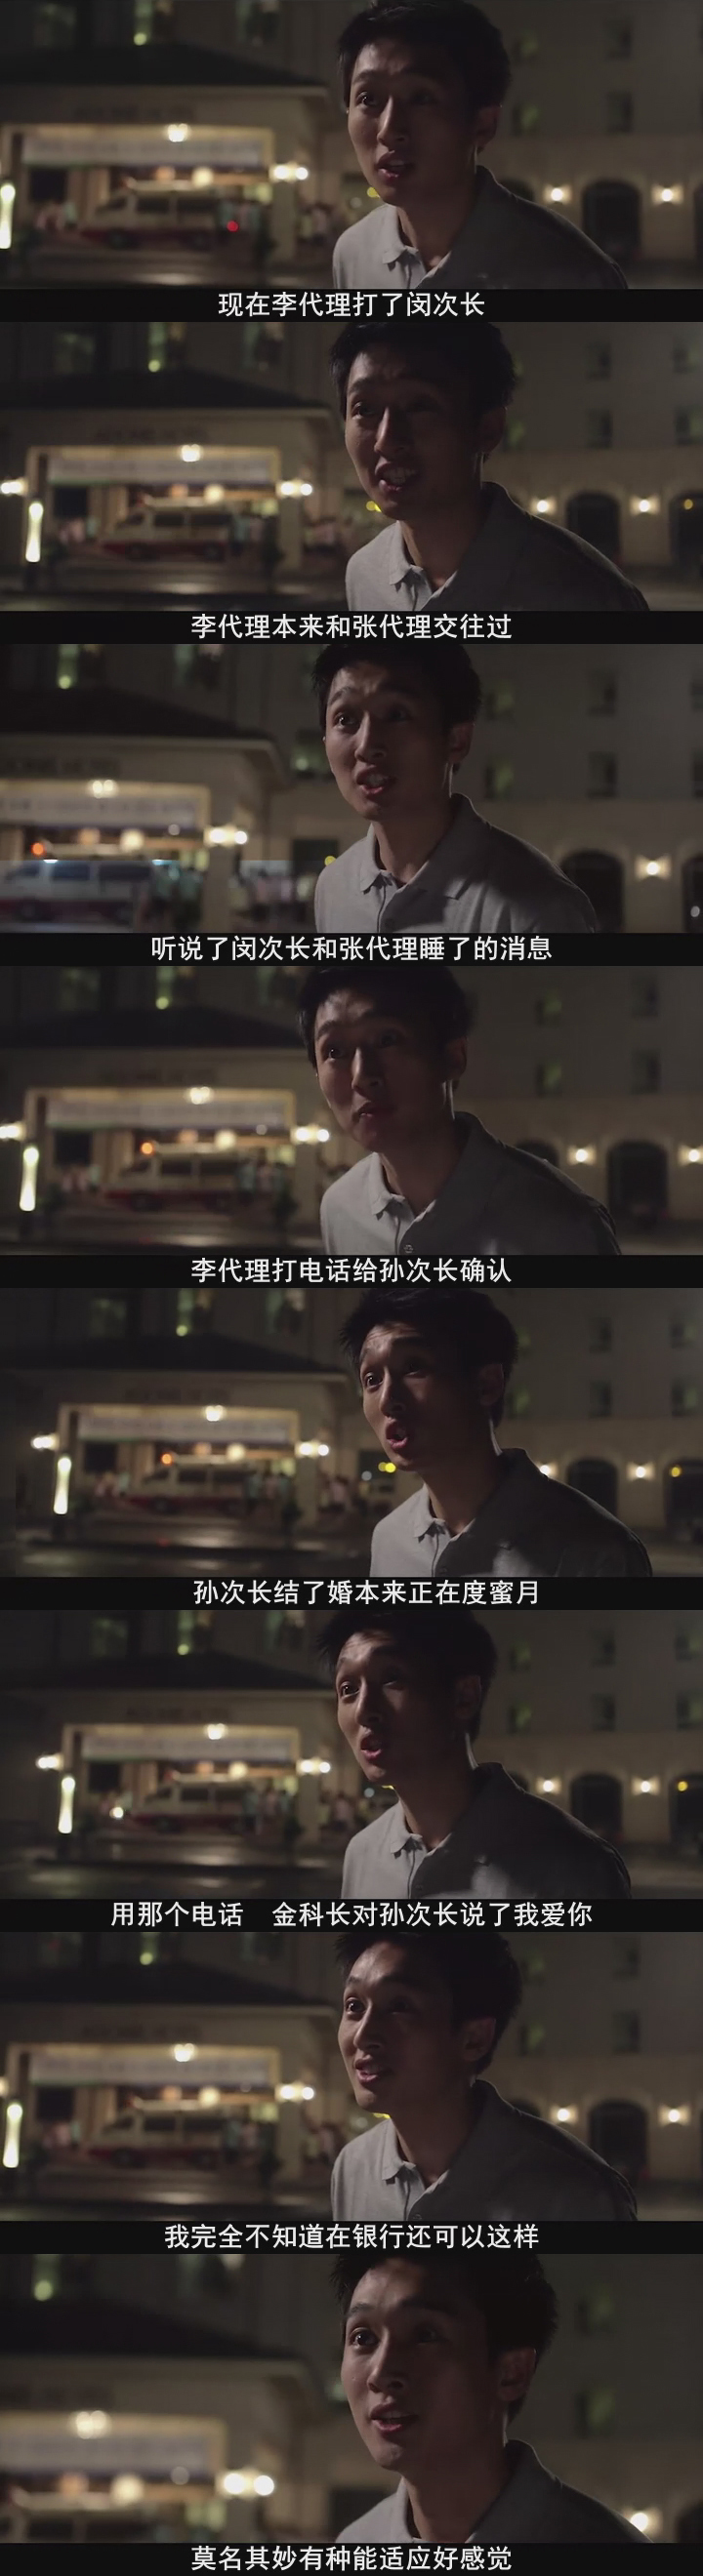 现在李代理打了闵次长
李代理本来和张代理交往过
听说了闵次长和张代理睡了的消息
李代理打电话给孙次长确认
孙次长结了婚本来正在度蜜月
用那个电话　金科长对孙次长说了我爱你
我完全不知道在银行还可以这样
莫名其妙有种能适应好感觉